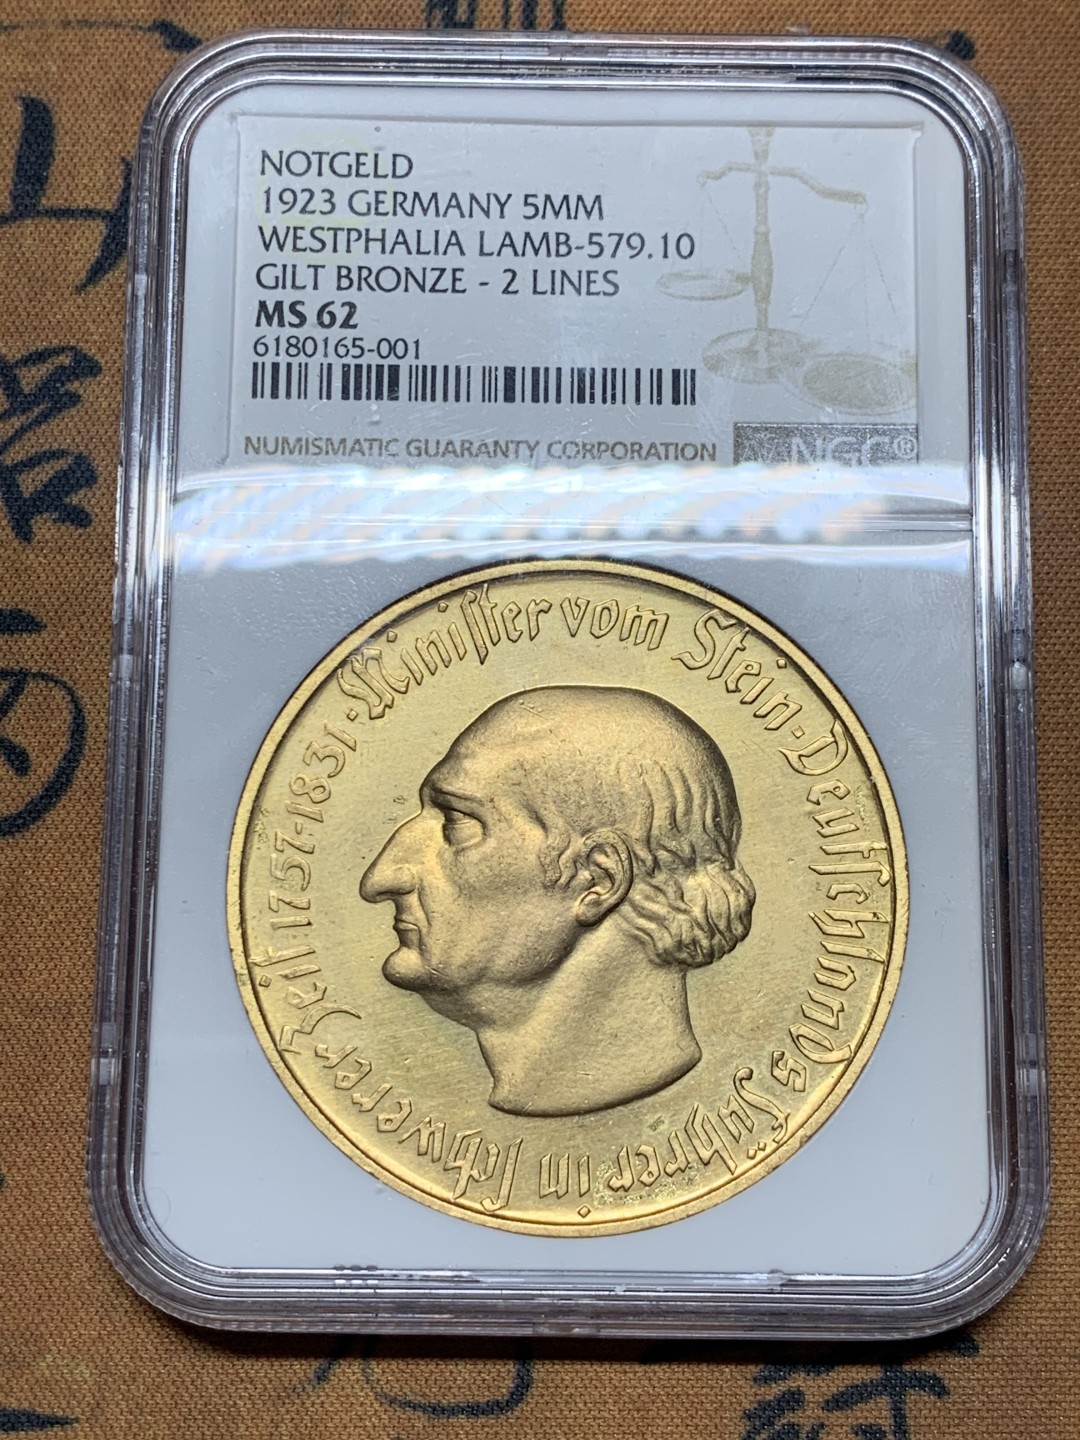 NOTGELD
1923 GERMANY 5MM
WESTPHALIA LAMB-579.10
GILT BRONZE - 2 LINES
MS 62
6180165-001
NUMISMATIC GUARANTY CORPORATION
NGC®
Minister vom Stein · Deutschlands Führer in schwerer Zeit 1757-1831 ·